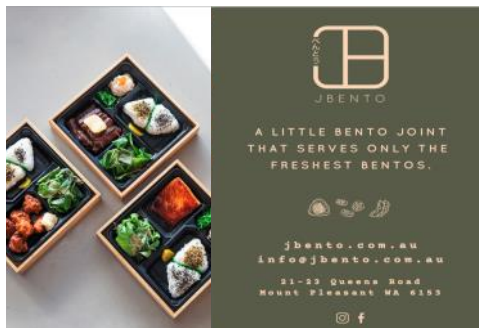 JBENTO
A LITTLE BENTO JOINT
THAT SERVES ONLY THE
FRESHEST BENTOS.
jbento.com.au
info@jbento.com.au
21-23 Queens Road
Mount Pleasant WA 6153